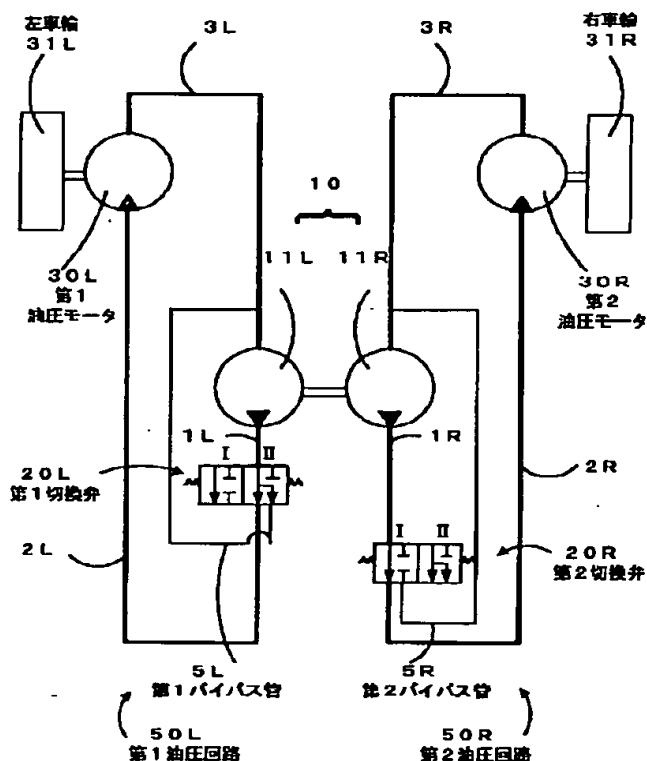 左車輪
31L
3L
3R
右車輪
31R
10
11L
11R
30L
第1
油圧モータ
30R
第2
油圧モータ
1L
1R
I
II
20L
第1切換弁
2R
2L
I
II
20R
第2切換弁
5L
第1バイパス管
5R
第2バイパス管
50L
第1油圧回路
50R
第2油圧回路